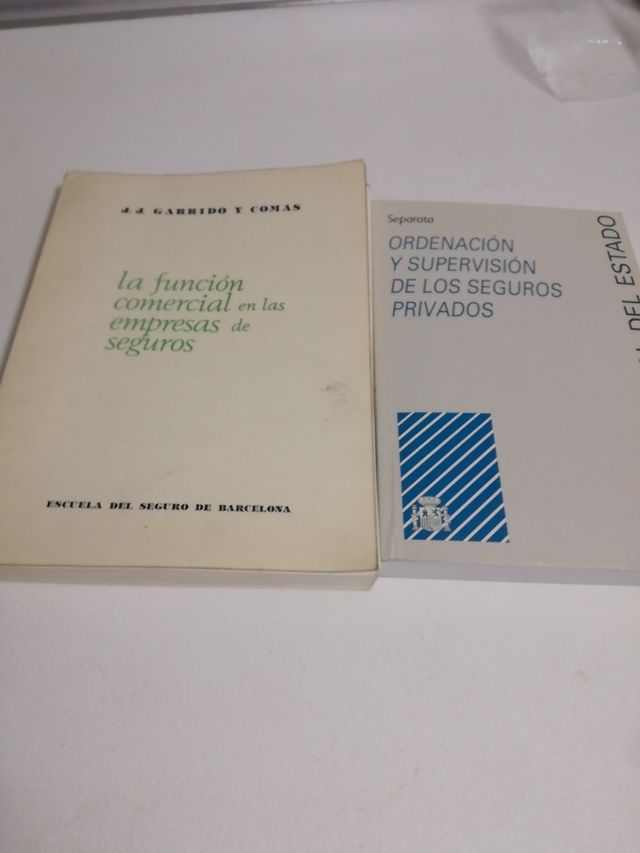 J. J. GARRIDO Y COMAS
la función
comercial en las
empresas de
seguros
ESCUELA DEL SEGURO DE BARCELONA
Separata
ORDENACIÓN
Y SUPERVISIÓN
DE LOS SEGUROS
PRIVADOS
DEL ESTADO